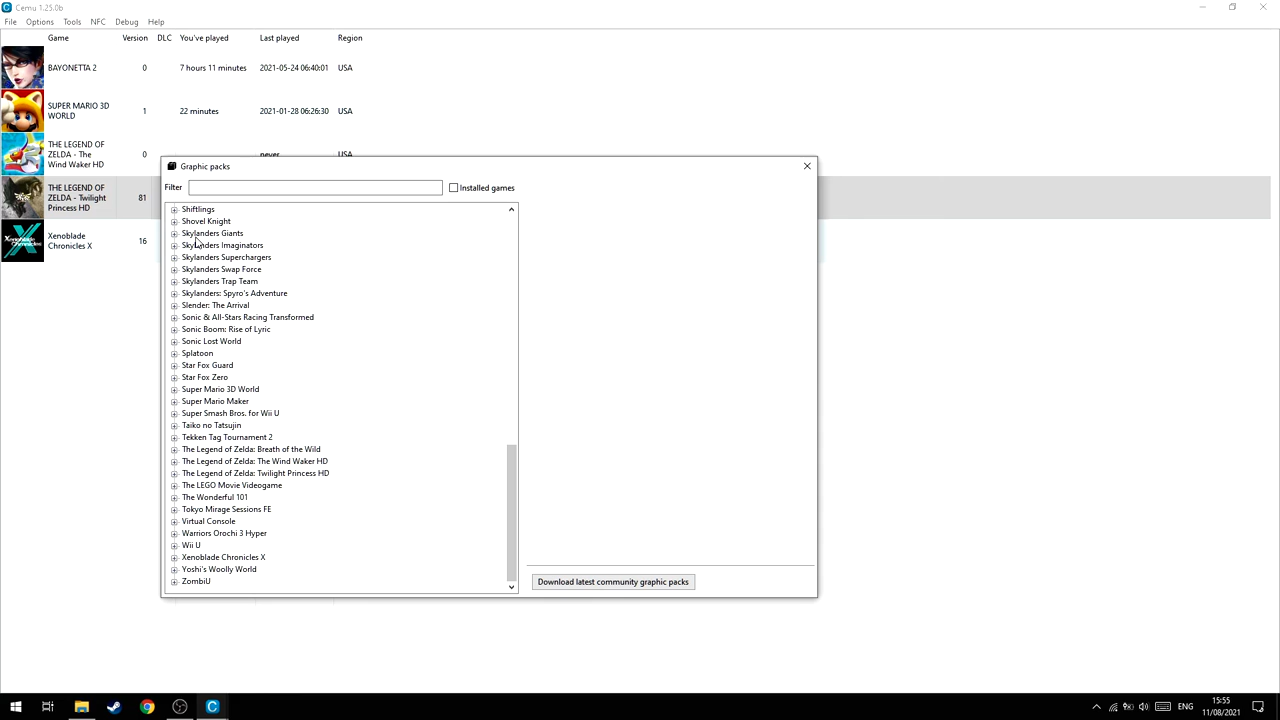 Cemu 1.25.0b
File Options Tools NFC Debug Help
Game Version DLC You've played Last played Region
BAYONETTA 2 0 7 hours 11 minutes 2021-05-24 06:40:01 USA
SUPER MARIO 3D
WORLD
1 22 minutes 2021-01-28 06:26:30 USA
THE LEGEND OF
ZELDA - The
Wind Waker HD
0 never USA
THE LEGEND OF
ZELDA - Twilight
Princess HD
81
Xenoblade
Chronicles X
16
Graphic packs
Filter
Installed games
Shiftlings
Shovel Knight
Skylanders Giants
Skylanders Imaginators
Skylanders Superchargers
Skylanders Swap Force
Skylanders Trap Team
Skylanders: Spyro's Adventure
Slender: The Arrival
Sonic & All-Stars Racing Transformed
Sonic Boom: Rise of Lyric
Sonic Lost World
Splatoon
Star Fox Guard
Star Fox Zero
Super Mario 3D World
Super Mario Maker
Super Smash Bros. for Wii U
Taiko no Tatsujin
Tekken Tag Tournament 2
The Legend of Zelda: Breath of the Wild
The Legend of Zelda: The Wind Waker HD
The Legend of Zelda: Twilight Princess HD
The LEGO Movie Videogame
The Wonderful 101
Tokyo Mirage Sessions FE
Virtual Console
Warriors Orochi 3 Hyper
Wii U
Xenoblade Chronicles X
Yoshi's Woolly World
ZombiU
Download latest community graphic packs
ENG
15:55
11/08/2021